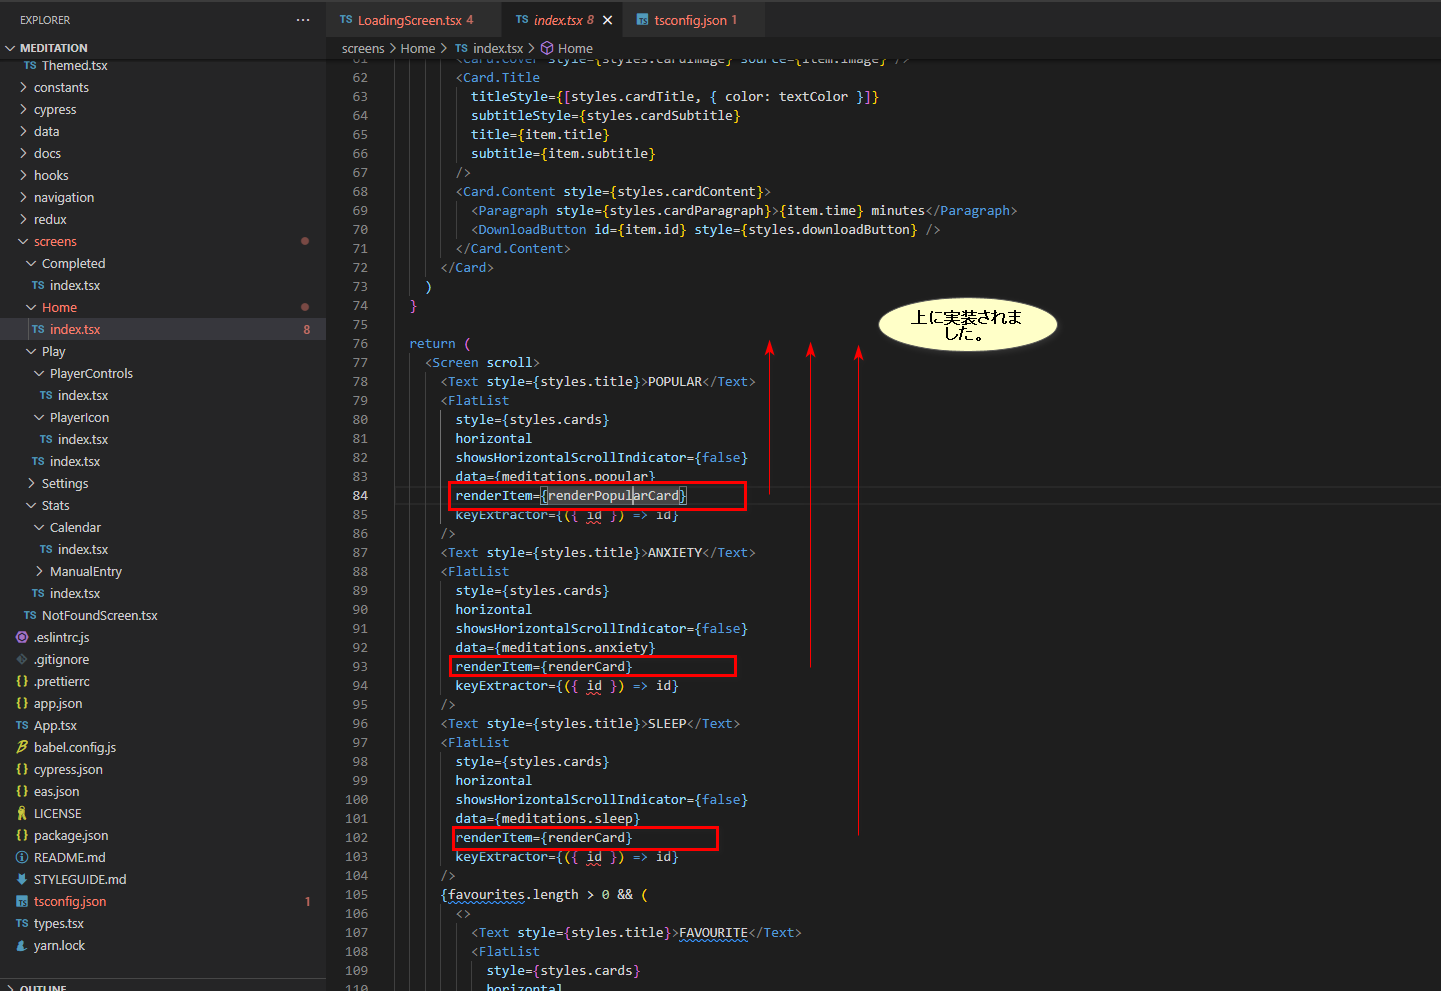 EXPLORER
MEDITATION
Themed.tsx
constants
cypress
data
docs
hooks
navigation
redux
screens
Completed
TS index.tsx
Home
TS index.tsx 8
Play
PlayerControls
TS index.tsx
PlayerIcon
TS index.tsx
TS index.tsx
Settings
Stats
Calendar
TS index.tsx
ManualEntry
TS index.tsx
TS NotFoundScreen.tsx
.eslintrc.js
.gitignore
{} .prettierrc
{} app.json
TS App.tsx
babel.config.js
{} cypress.json
{} eas.json
LICENSE
{} package.json
README.md
STYLEGUIDE.md
tsconfig.json 1
TS types.tsx
yarn.lock
OUTLINE
TS LoadingScreen.tsx 4
TS index.tsx 8 ×
TS tsconfig.json 1
screens > Home > TS index.tsx > Home
61 <Card.Cover style={styles.cardImage} source={item.image} />
62 <Card.Title
63 titleStyle={[styles.cardTitle, { color: textColor }]}
64 subtitleStyle={styles.cardSubtitle}
65 title={item.title}
66 subtitle={item.subtitle}
67 />
68 <Card.Content style={styles.cardContent}>
69 <Paragraph style={styles.cardParagraph}>{item.time} minutes</Paragraph>
70 <DownloadButton id={item.id} style={styles.downloadButton} />
71 </Card.Content>
72 </Card>
73 )
74 }
75
上に実装されま
した。
76 return (
77 <Screen scroll>
78 <Text style={styles.title}>POPULAR</Text>
79 <FlatList
80 style={styles.cards}
81 horizontal
82 showsHorizontalScrollIndicator={false}
83 data={meditations.popular}
84 renderItem={renderPopularCard}
85 keyExtractor={({ id }) => id}
86 />
87 <Text style={styles.title}>ANXIETY</Text>
88 <FlatList
89 style={styles.cards}
90 horizontal
91 showsHorizontalScrollIndicator={false}
92 data={meditations.anxiety}
93 renderItem={renderCard}
94 keyExtractor={({ id }) => id}
95 />
96 <Text style={styles.title}>SLEEP</Text>
97 <FlatList
98 style={styles.cards}
99 horizontal
100 showsHorizontalScrollIndicator={false}
101 data={meditations.sleep}
102 renderItem={renderCard}
103 keyExtractor={({ id }) => id}
104 />
105 {favourites.length > 0 && (
106 <>
107 <Text style={styles.title}>FAVOURITE</Text>
108 <FlatList
109 style={styles.cards}
110 horizontal